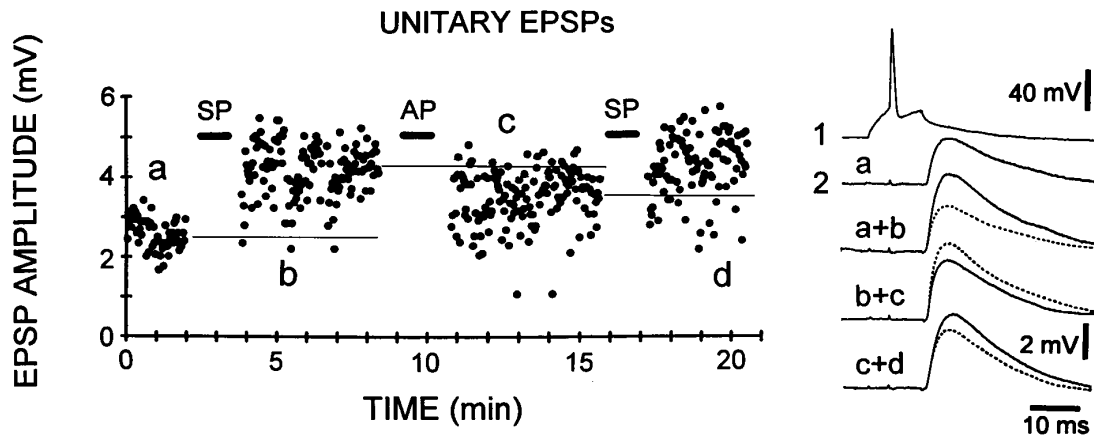 UNITARY EPSPs
EPSP AMPLITUDE (mV)
6
4
2
0
a
SP
b
AP
c
SP
d
0
5
10
15
20
TIME (min)
40 mV
1
a
2
a+b
b+c
2 mV
c+d
10 ms